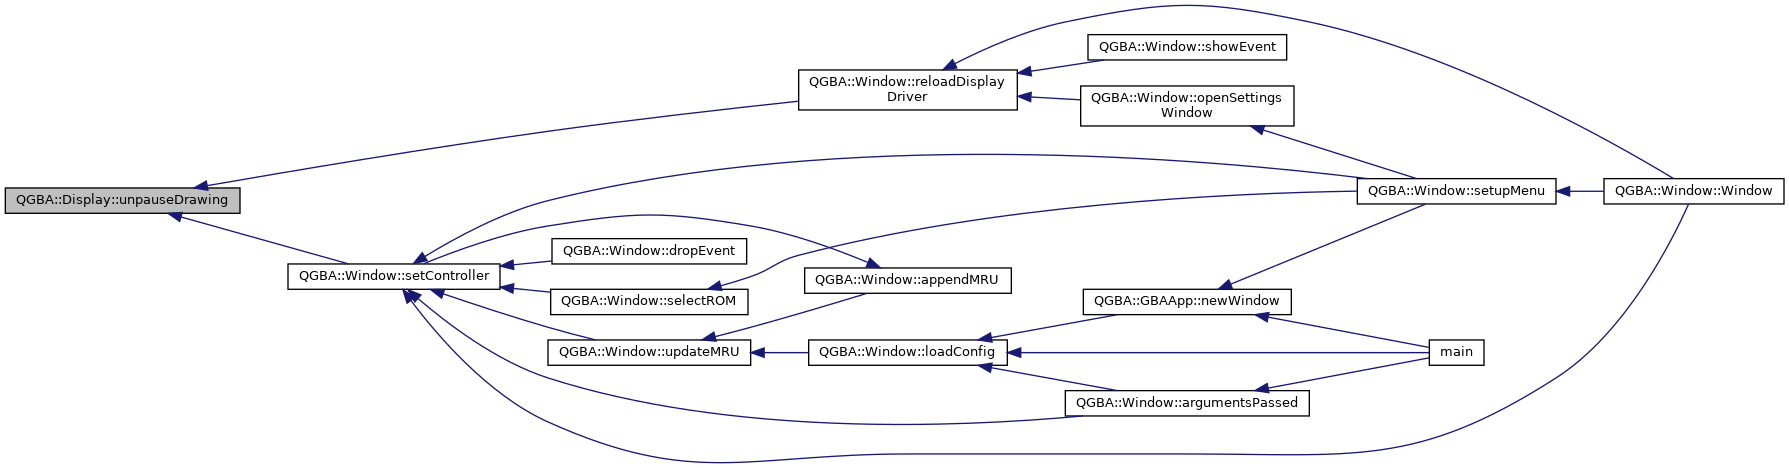 QGBA::Display::unpauseDrawing
QGBA::Window::reloadDisplay
Driver
QGBA::Window::showEvent
QGBA::Window::openSettings
Window
QGBA::Window::setupMenu
QGBA::Window::Window
QGBA::Window::setController
QGBA::Window::dropEvent
QGBA::Window::selectROM
QGBA::Window::appendMRU
QGBA::Window::updateMRU
QGBA::Window::loadConfig
QGBA::GBAApp::newWindow
main
QGBA::Window::argumentsPassed